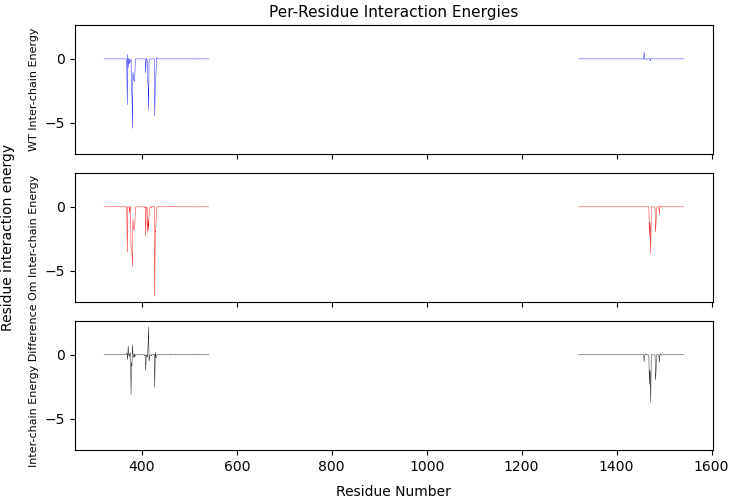 Per-Residue Interaction Energies
Residue interaction energy
WT Inter-chain Energy
0
−5
Om Inter-chain Energy
0
−5
Inter-chain Energy Difference
0
−5
400 600 800 1000 1200 1400 1600
Residue Number